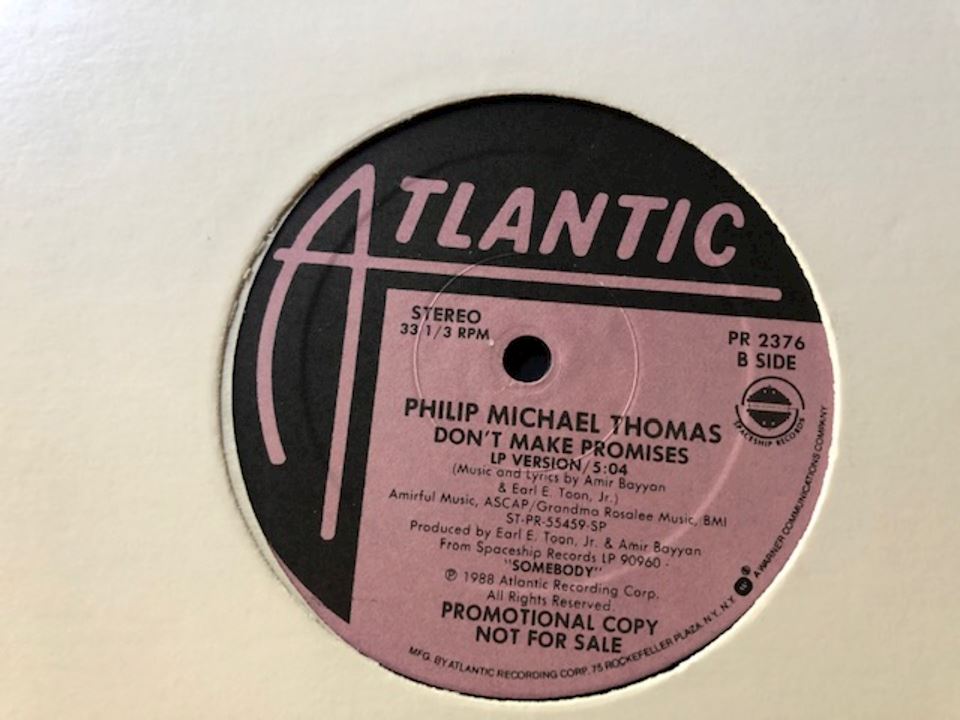 ATLANTIC
STEREO
33 1/3 RPM
PR 2376
B SIDE
SPACESHIP RECORDS
PHILIP MICHAEL THOMAS
DON'T MAKE PROMISES
LP VERSION/5:04
(Music and Lyrics by Amir Bayyan
& Earl E. Toon, Jr.)
Amirful Music, ASCAP/Grandma Rosalee Music, BMI
ST-PR-55459-SP
Produced by Earl E. Toon, Jr. & Amir Bayyan
From Spaceship Records LP 90960 -
"SOMEBODY"
℗ 1988 Atlantic Recording Corp.
All Rights Reserved.
PROMOTIONAL COPY
NOT FOR SALE
MFG. BY ATLANTIC RECORDING CORP. 75 ROCKEFELLER PLAZA, N.Y., N.Y. A WARNER COMMUNICATIONS COMPANY